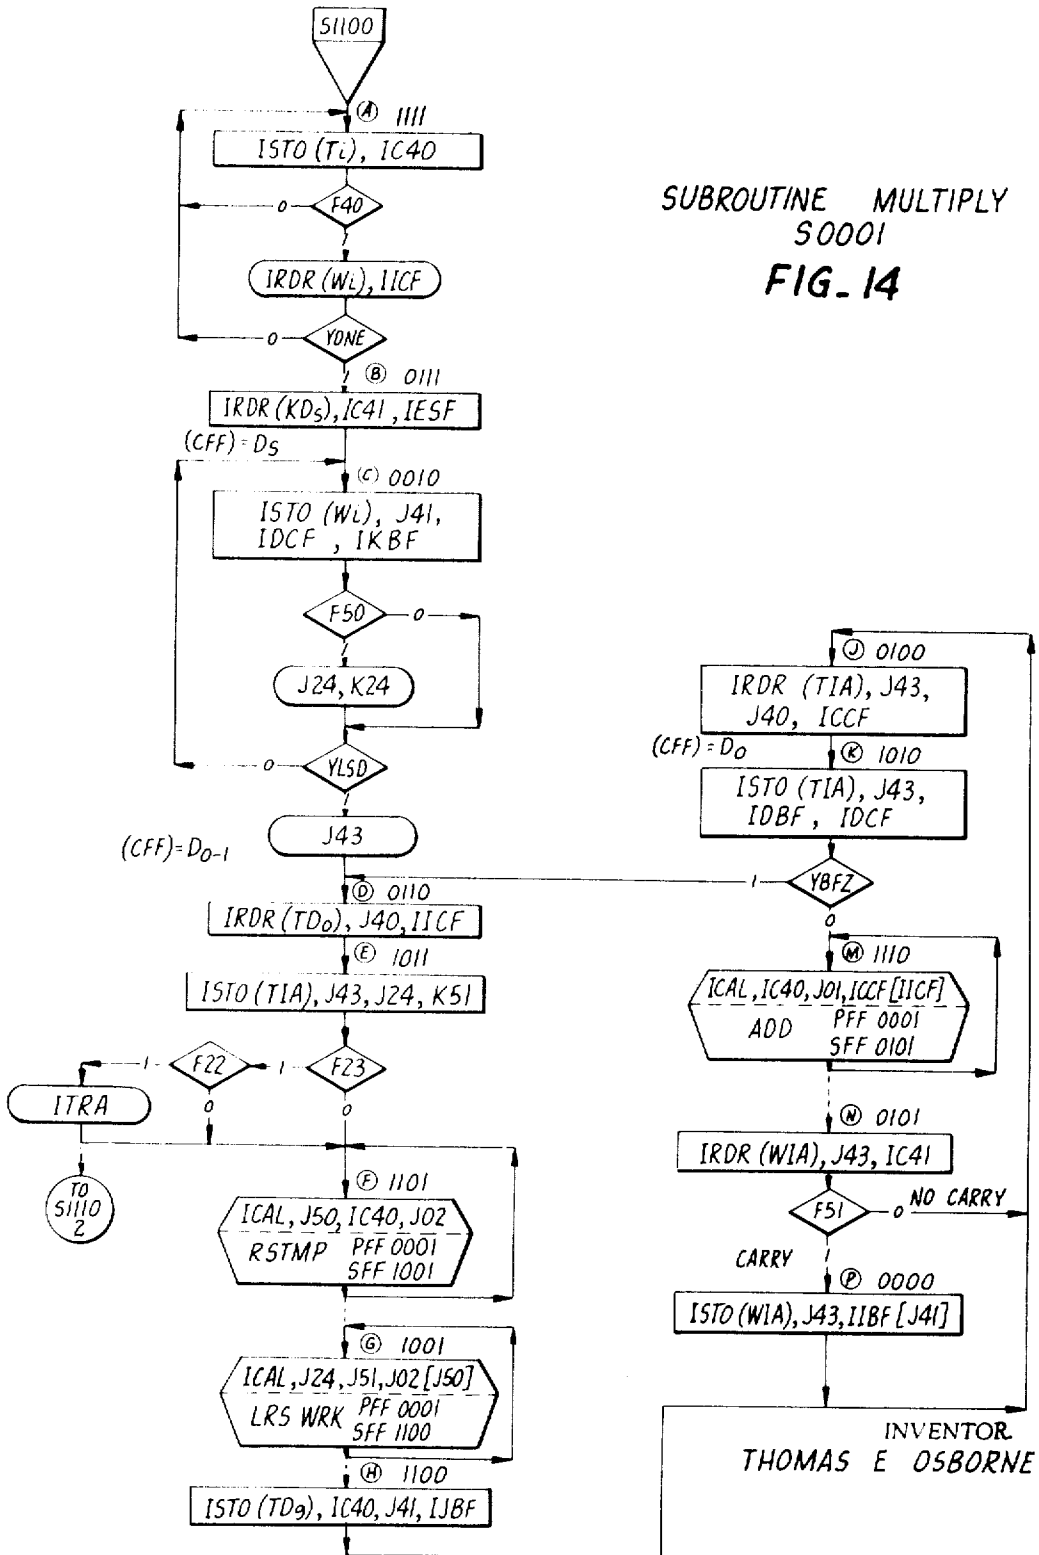 S1100
A 1111
ISTO (Ti), IC40
F40
0
1
IRDR (Wi), IICF
YDNE
0
1
B 0111
IRDR (KDS), IC41, IESF
(CFF) = DS
C 0010
ISTO (Wi), J41,
IDCF , IKBF
F50
0
1
J24, K24
YLSD
0
1
J43
(CFF) = DO-1
D 0110
IRDR (TDO), J40, IICF
E 1011
ISTO (TIA), J43, J24, K51
F23
1
0
F22
1
0
ITRA
TO
S1110
2
F 1101
ICAL, J50, IC40, J02
RSTMP PFF 0001
SFF 1001
G 1001
ICAL, J24, J51, J02 [J50]
LRS WRK PFF 0001
SFF 1100
H 1100
ISTO (TD9), IC40, J41, IJBF
SUBROUTINE MULTIPLY
S0001
FIG_14
J 0100
IRDR (TIA), J43,
J40, ICCF
(CFF) = DO
K 1010
ISTO (TIA), J43,
IDBF , IDCF
YBFZ
1
0
M 1110
ICAL, IC40, J01, ICCF [IICF]
ADD PFF 0001
SFF 0101
N 0101
IRDR (WIA), J43, IC41
F51
0 NO CARRY
CARRY
1
P 0000
ISTO (WIA), J43, IIBF [J41]
INVENTOR.
THOMAS E OSBORNE